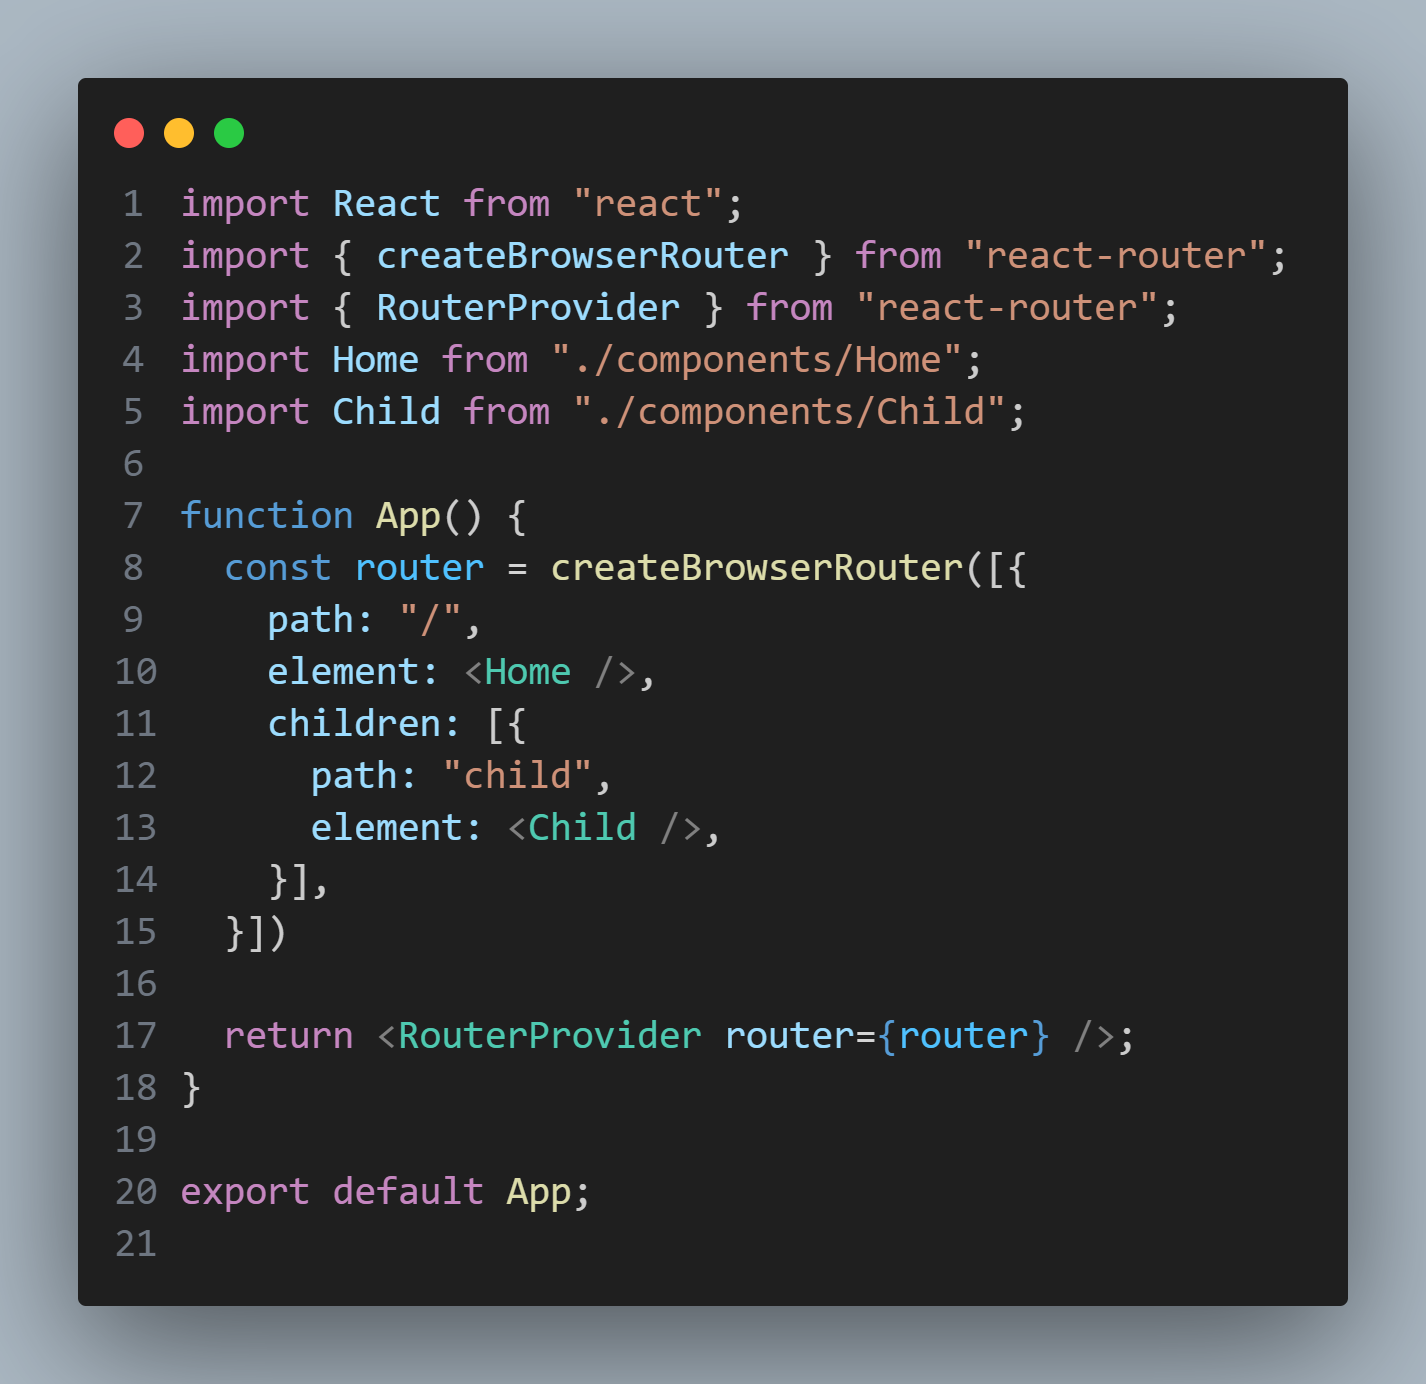 1 import React from "react";
2 import { createBrowserRouter } from "react-router";
3 import { RouterProvider } from "react-router";
4 import Home from "./components/Home";
5 import Child from "./components/Child";
6
7 function App() {
8   const router = createBrowserRouter([{
9     path: "/",
10     element: <Home />,
11     children: [{
12       path: "child",
13       element: <Child />,
14     }],
15   }])
16
17   return <RouterProvider router={router} />;
18 }
19
20 export default App;
21